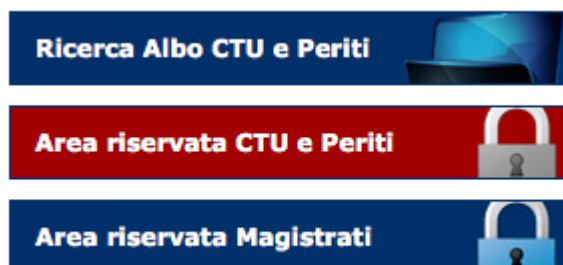 Ricerca Albo CTU e Periti
Area riservata CTU e Periti
Area riservata Magistrati